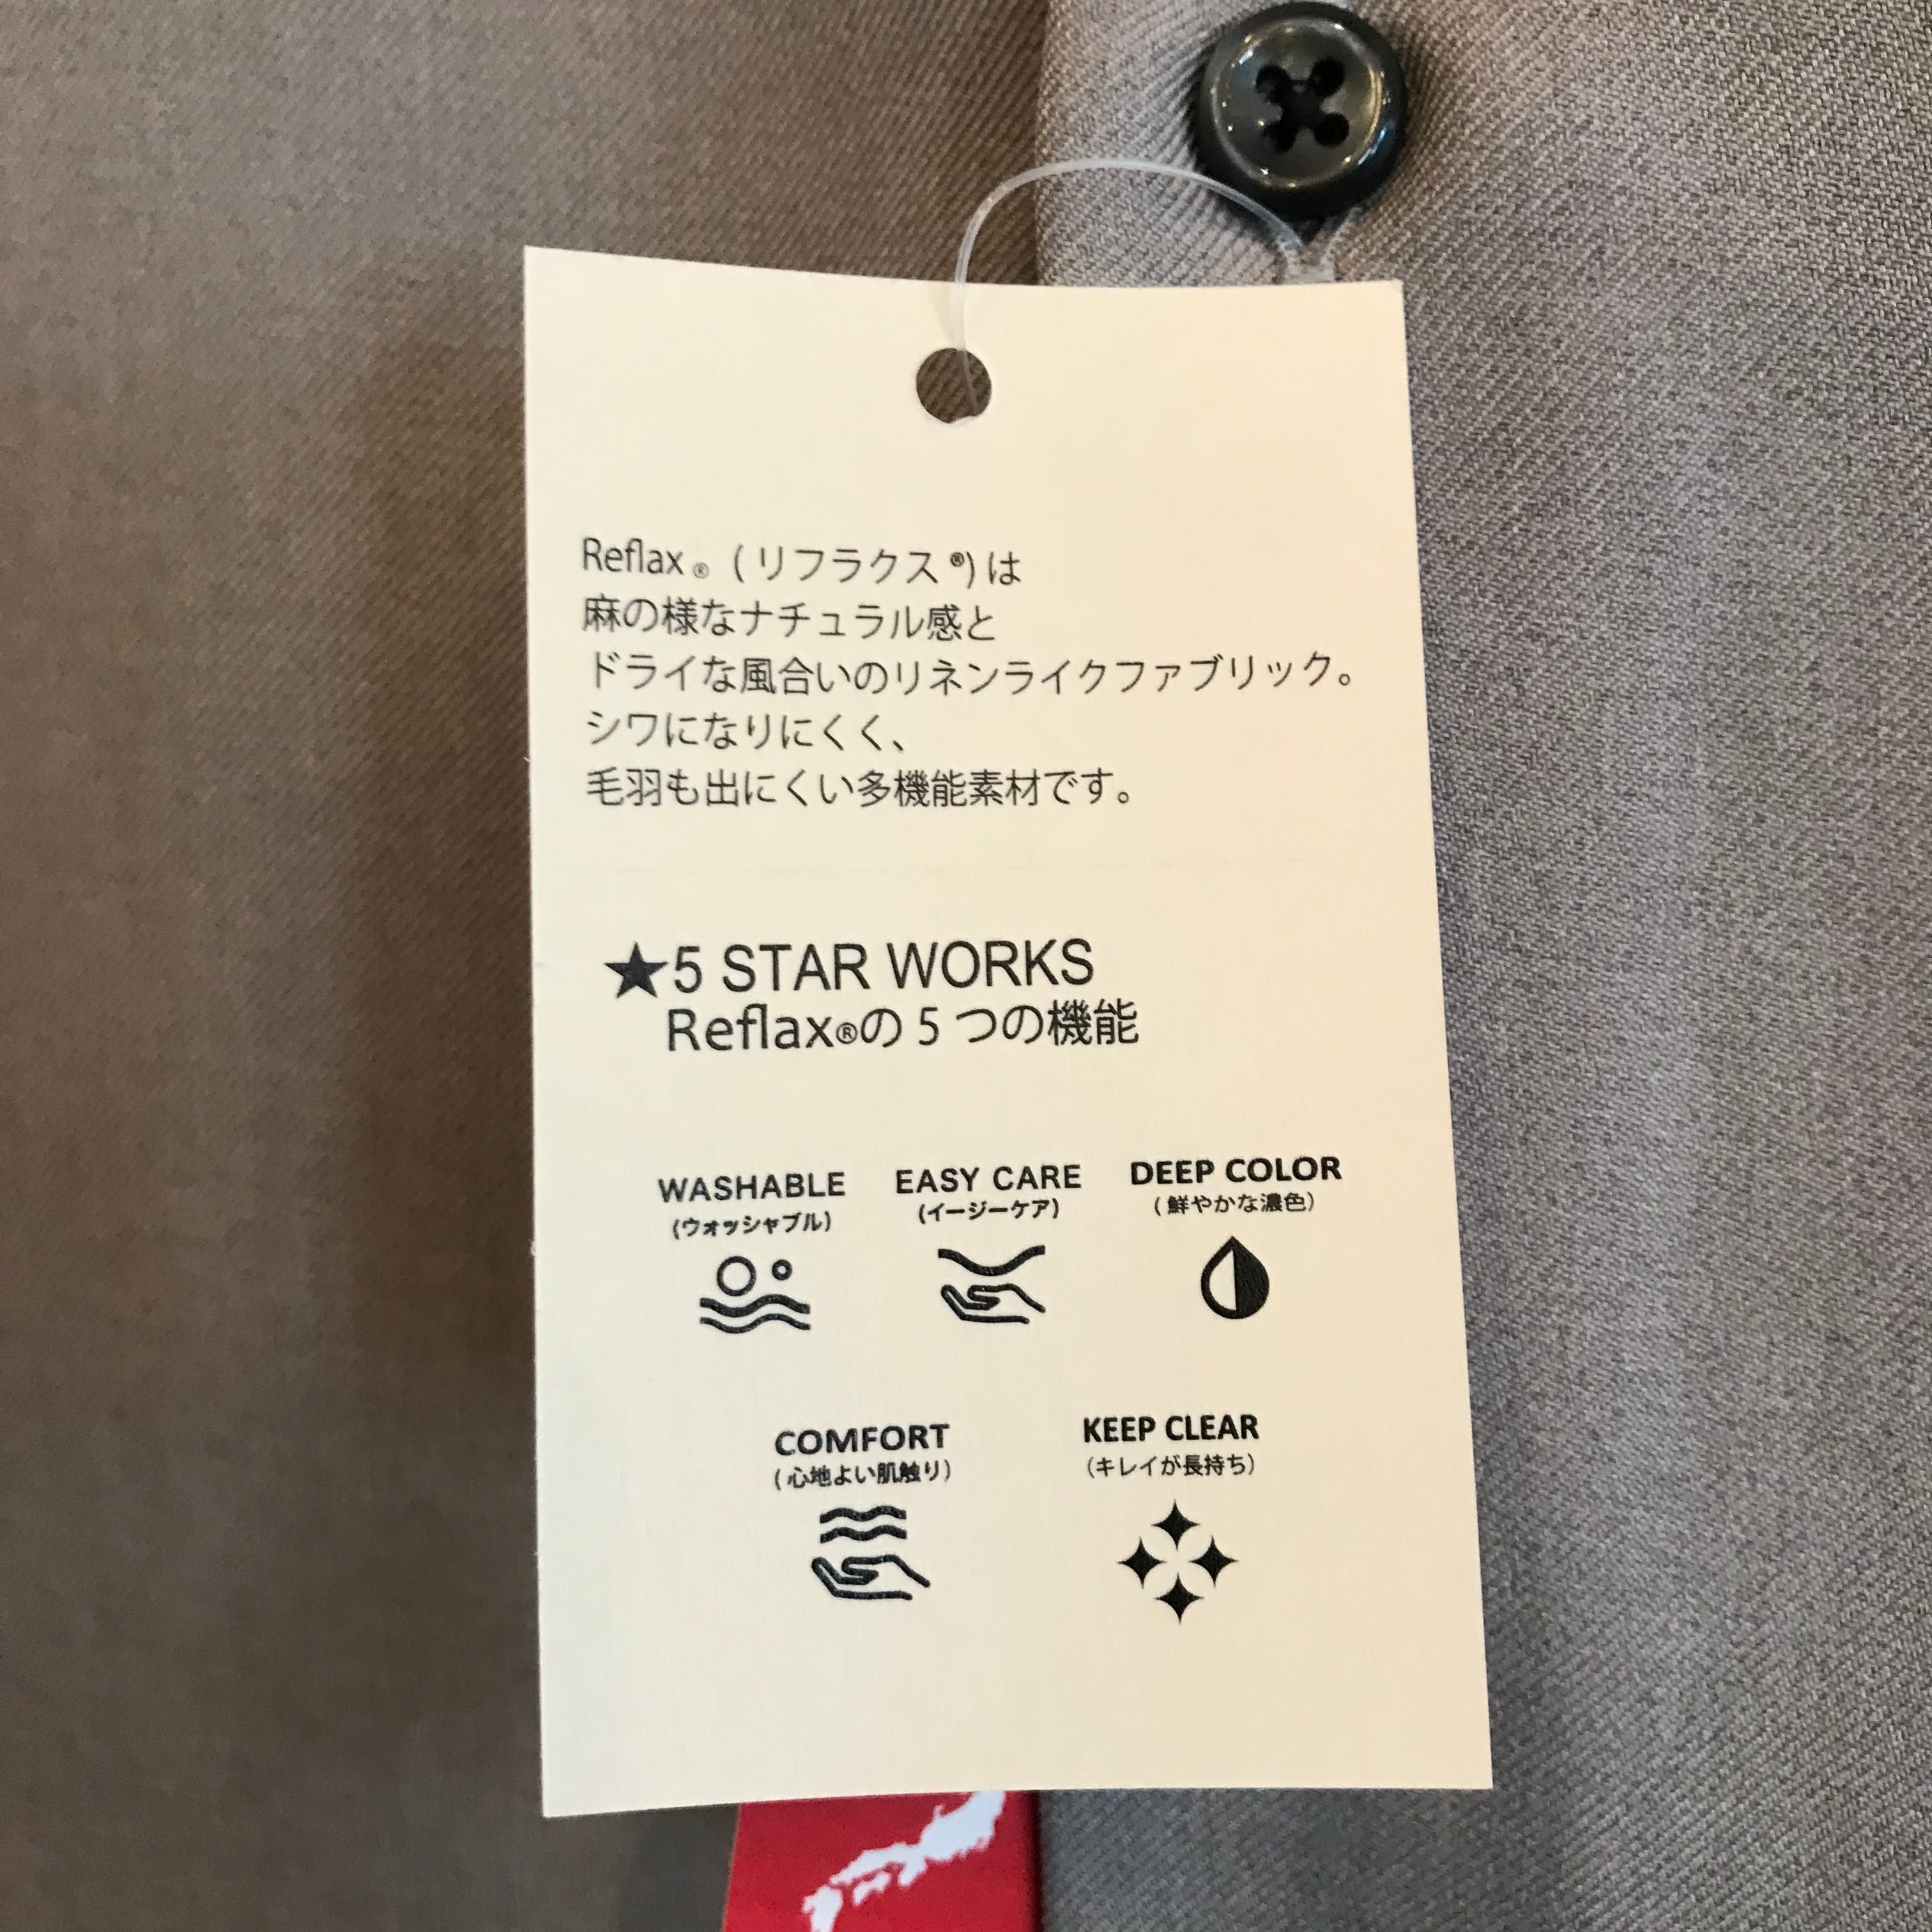 Reflax® (リフラクス®)は
麻の様なナチュラル感と
ドライな風合いのリネンライクファブリック。
シワになりにくく、
毛羽も出にくい多機能素材です。
★5 STAR WORKS
Reflax®の5つの機能
WASHABLE EASY CARE DEEP COLOR
(ウォッシャブル) (イージーケア) (鮮やかな濃色)
COMFORT KEEP CLEAR
(心地よい肌触り) (キレイが長持ち)